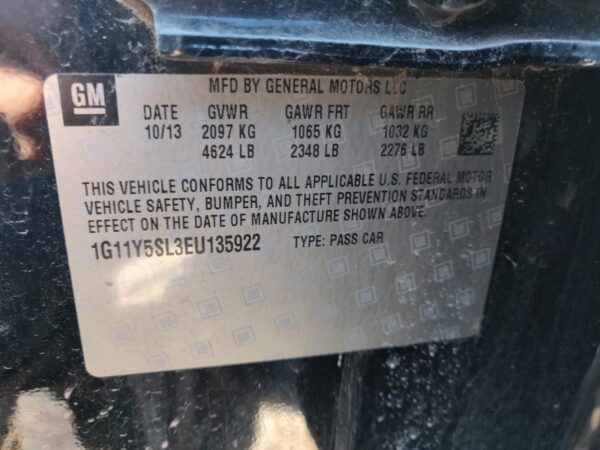 GM
MFD BY GENERAL MOTORS LLC
DATE GVWR GAWR FRT GAWR RR
10/13 2097 KG 1065 KG 1032 KG
4624 LB 2348 LB 2276 LB
THIS VEHICLE CONFORMS TO ALL APPLICABLE U.S. FEDERAL MOTOR
VEHICLE SAFETY, BUMPER, AND THEFT PREVENTION STANDARDS IN
EFFECT ON THE DATE OF MANUFACTURE SHOWN ABOVE.
1G11Y5SL3EU135922 TYPE: PASS CAR